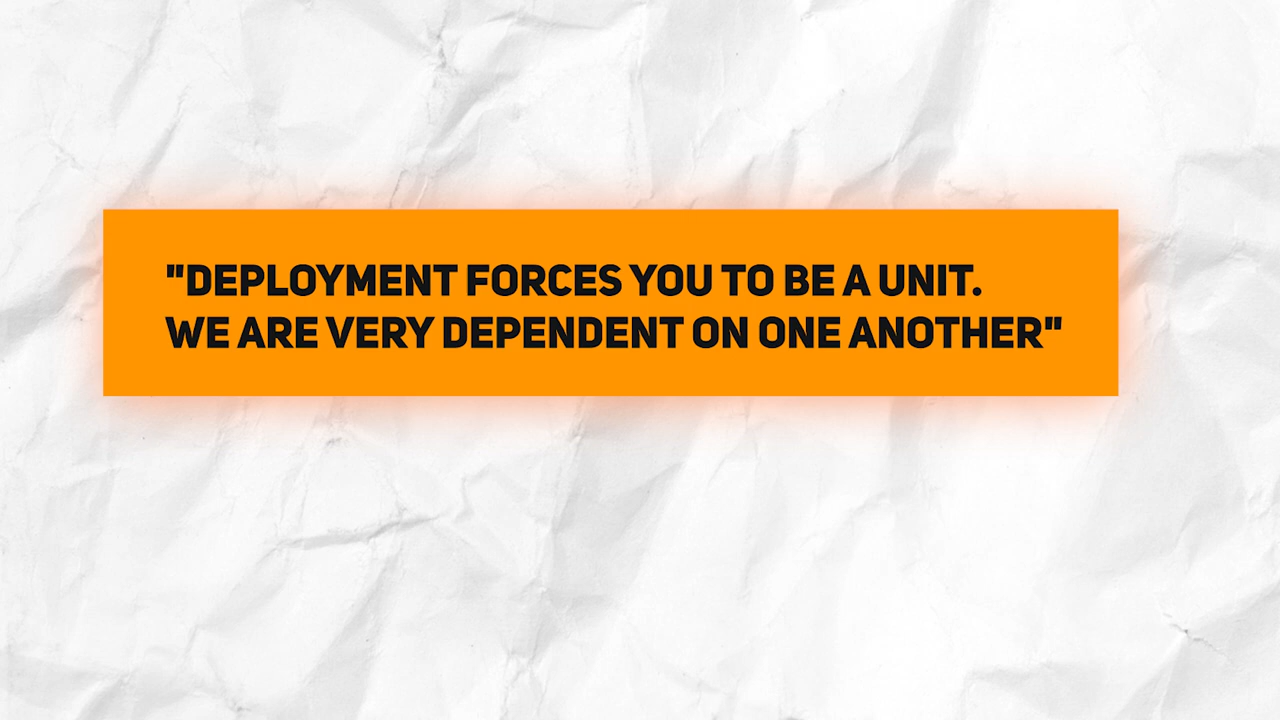 "DEPLOYMENT FORCES YOU TO BE A UNIT.
WE ARE VERY DEPENDENT ON ONE ANOTHER"